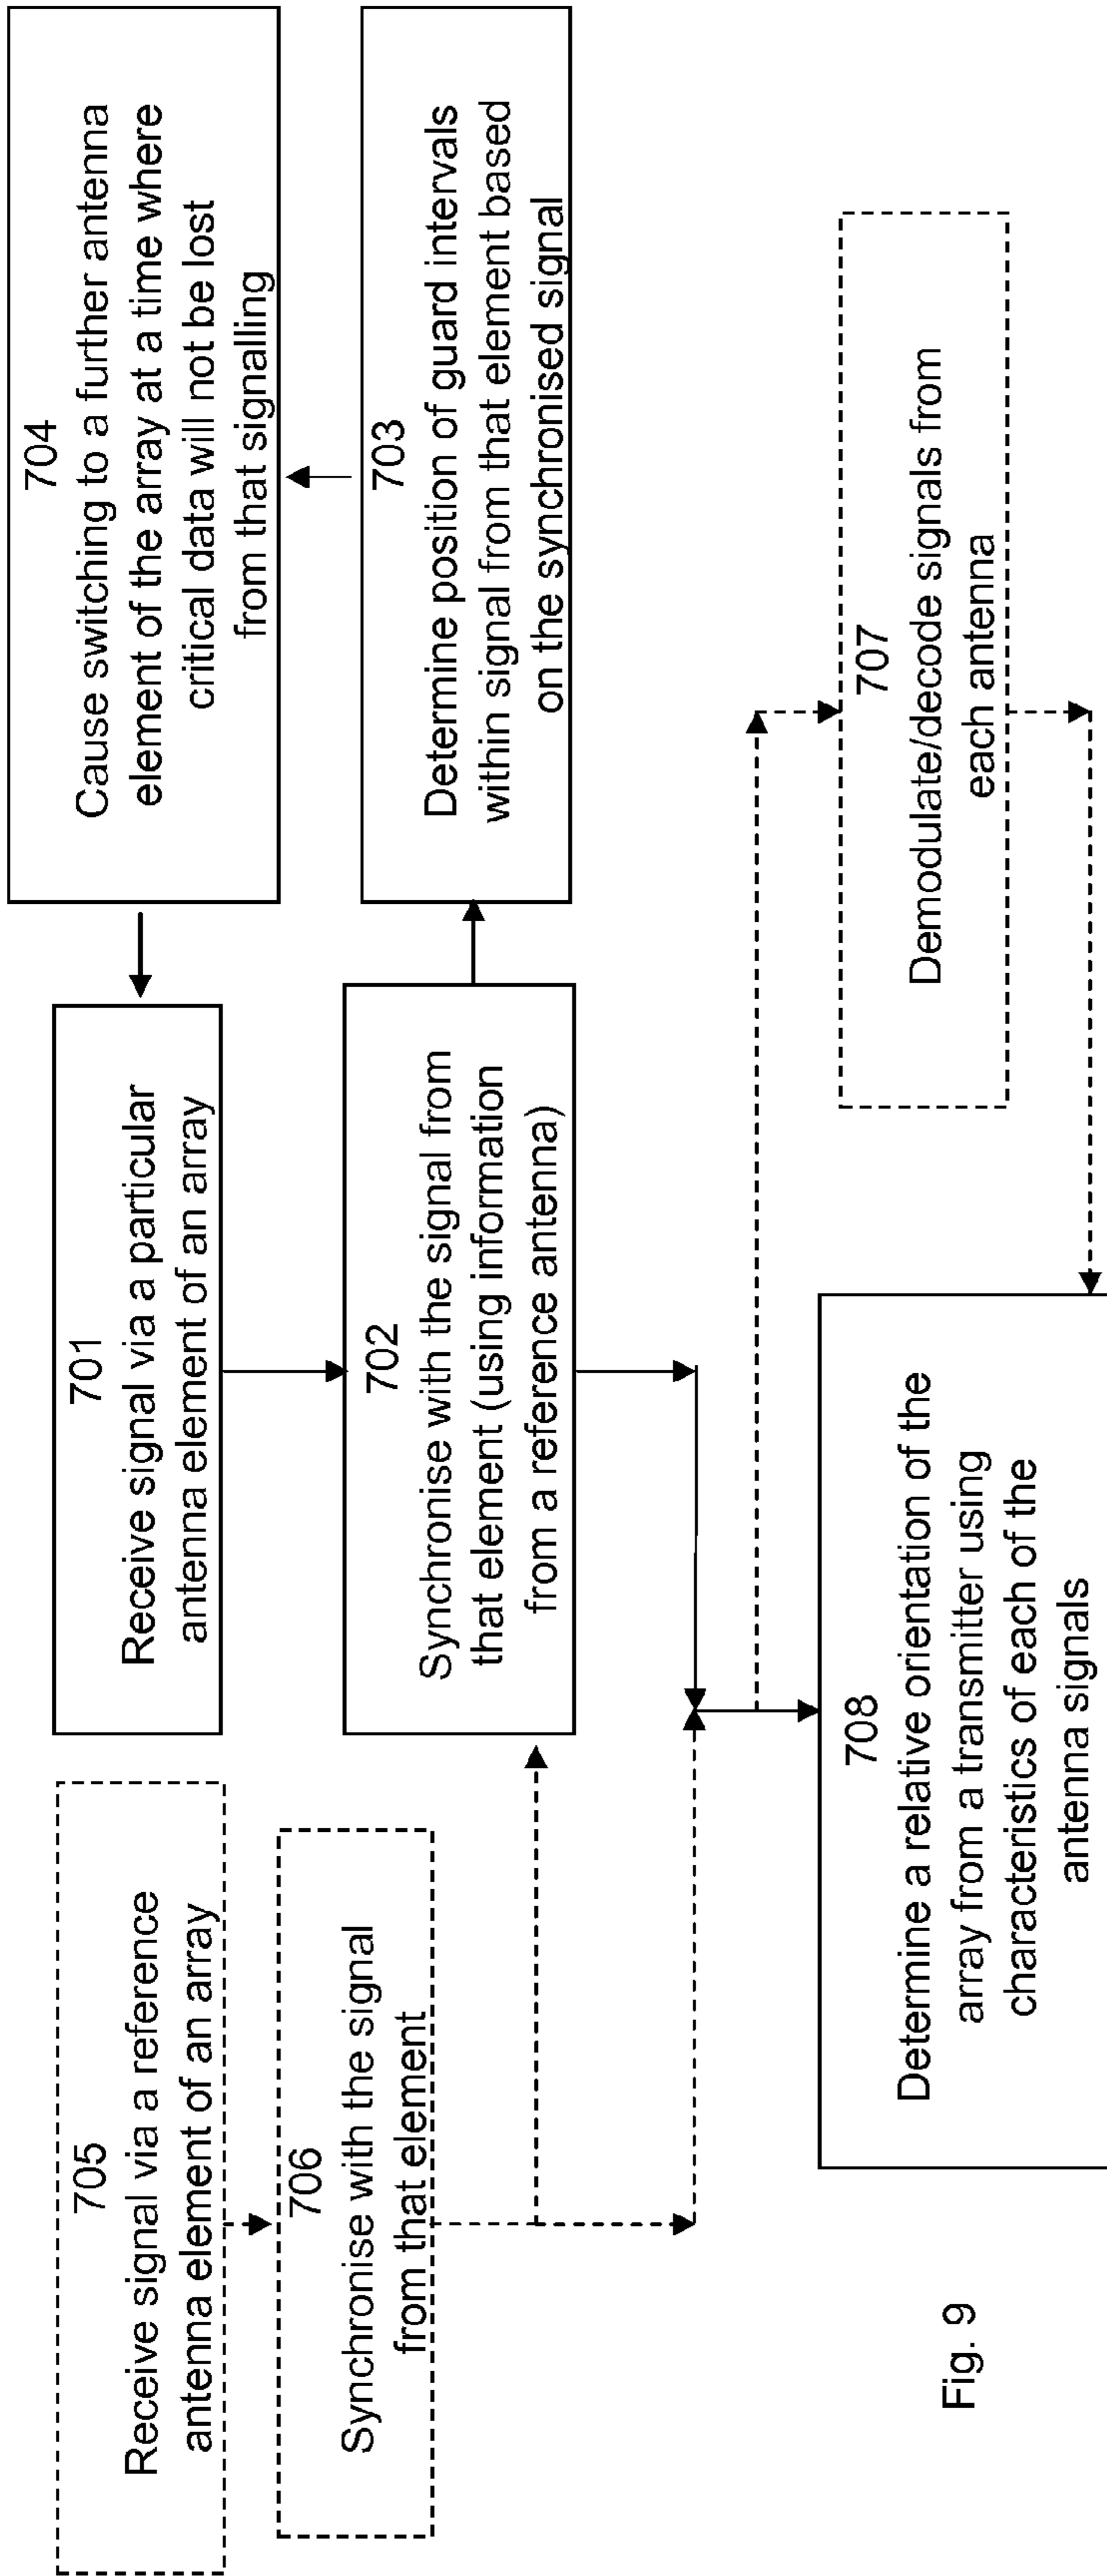 705
Receive signal via a reference
antenna element of an array
706
Synchronise with the signal
from that element
701
Receive signal via a particular
antenna element of an array
702
Synchronise with the signal from
that element (using information
from a reference antenna)
704
Cause switching to a further antenna
element of the array at a time where
critical data will not be lost
from that signalling
703
Determine position of guard intervals
within signal from that element based
on the synchronised signal
707
Demodulate/decode signals from
each antenna
708
Determine a relative orientation of the
array from a transmitter using
characteristics of each of the
antenna signals
Fig. 9